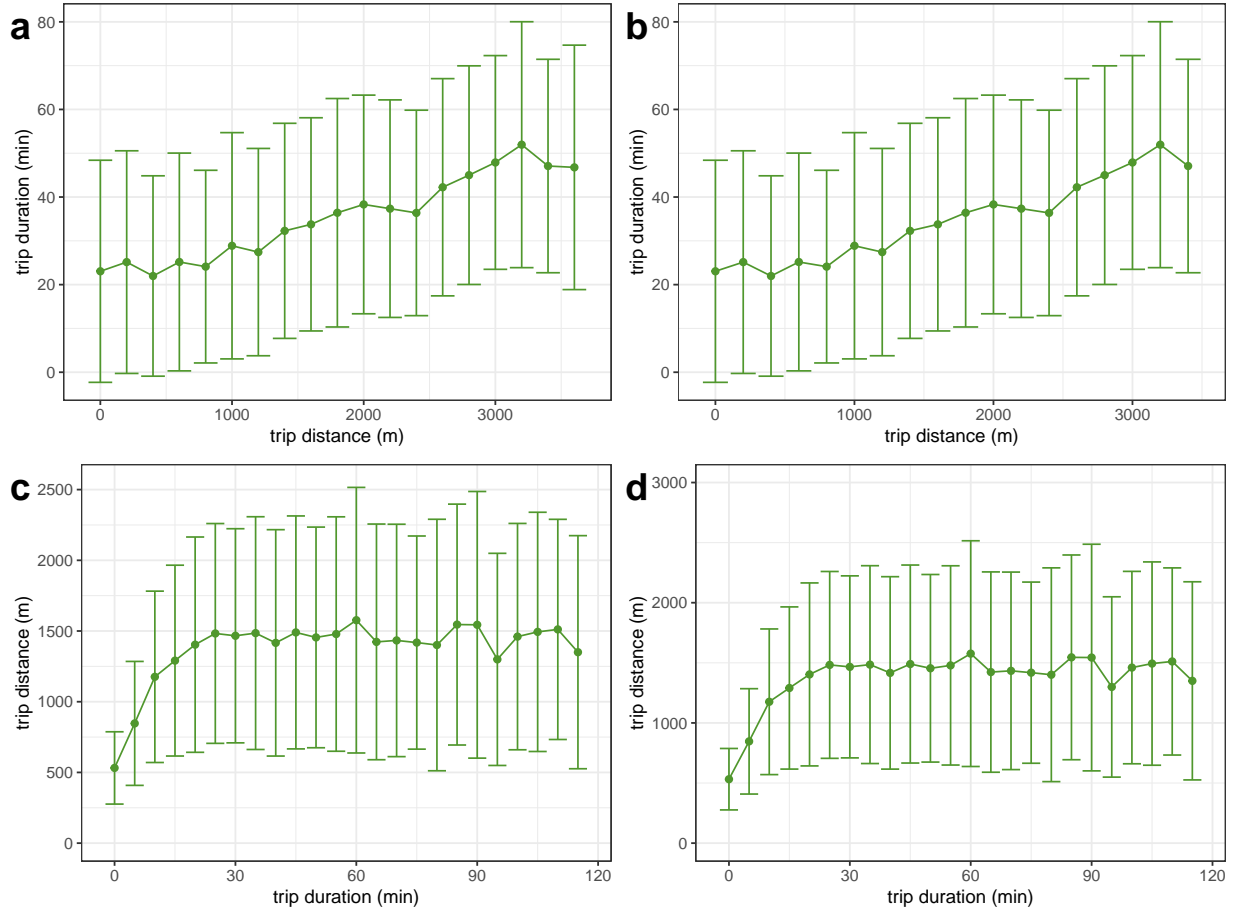 a
80
60
40
20
0
trip duration (min)
0 1000 2000 3000
trip distance (m)
b
80
60
40
20
0
trip duration (min)
0 1000 2000 3000
trip distance (m)
c
2500
2000
1500
1000
500
0
trip distance (m)
0 30 60 90 120
trip duration (min)
d
3000
2000
1000
0
trip distance (m)
0 30 60 90 120
trip duration (min)